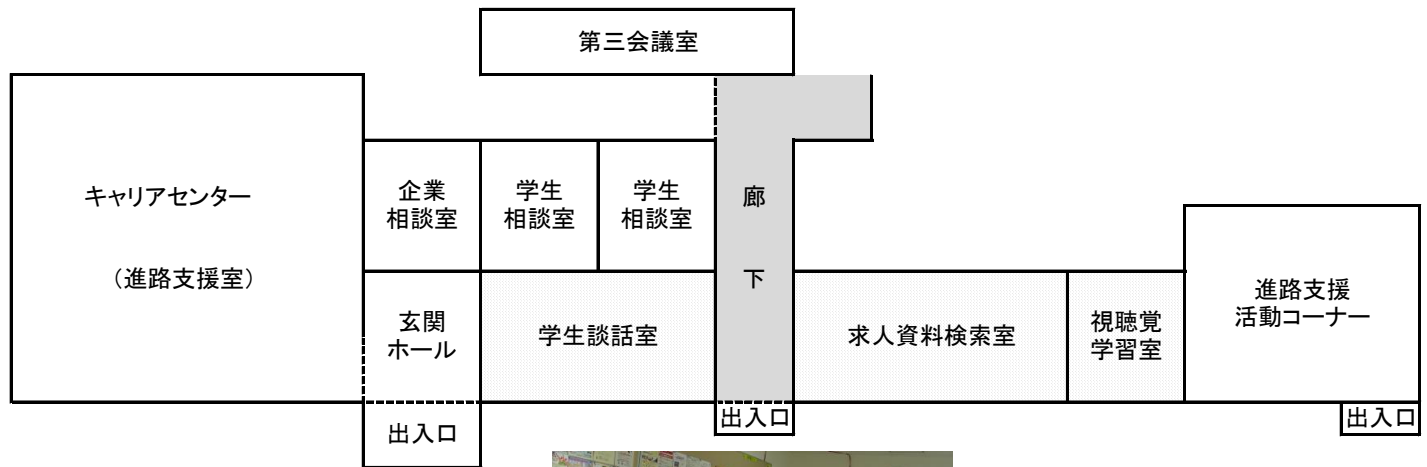 第三会議室
キャリアセンター
（進路支援室）
企業
相談室
学生
相談室
学生
相談室
廊
下
玄関
ホール
学生談話室
求人資料検索室
視聴覚
学習室
進路支援
活動コーナー
出入口
出入口
出入口